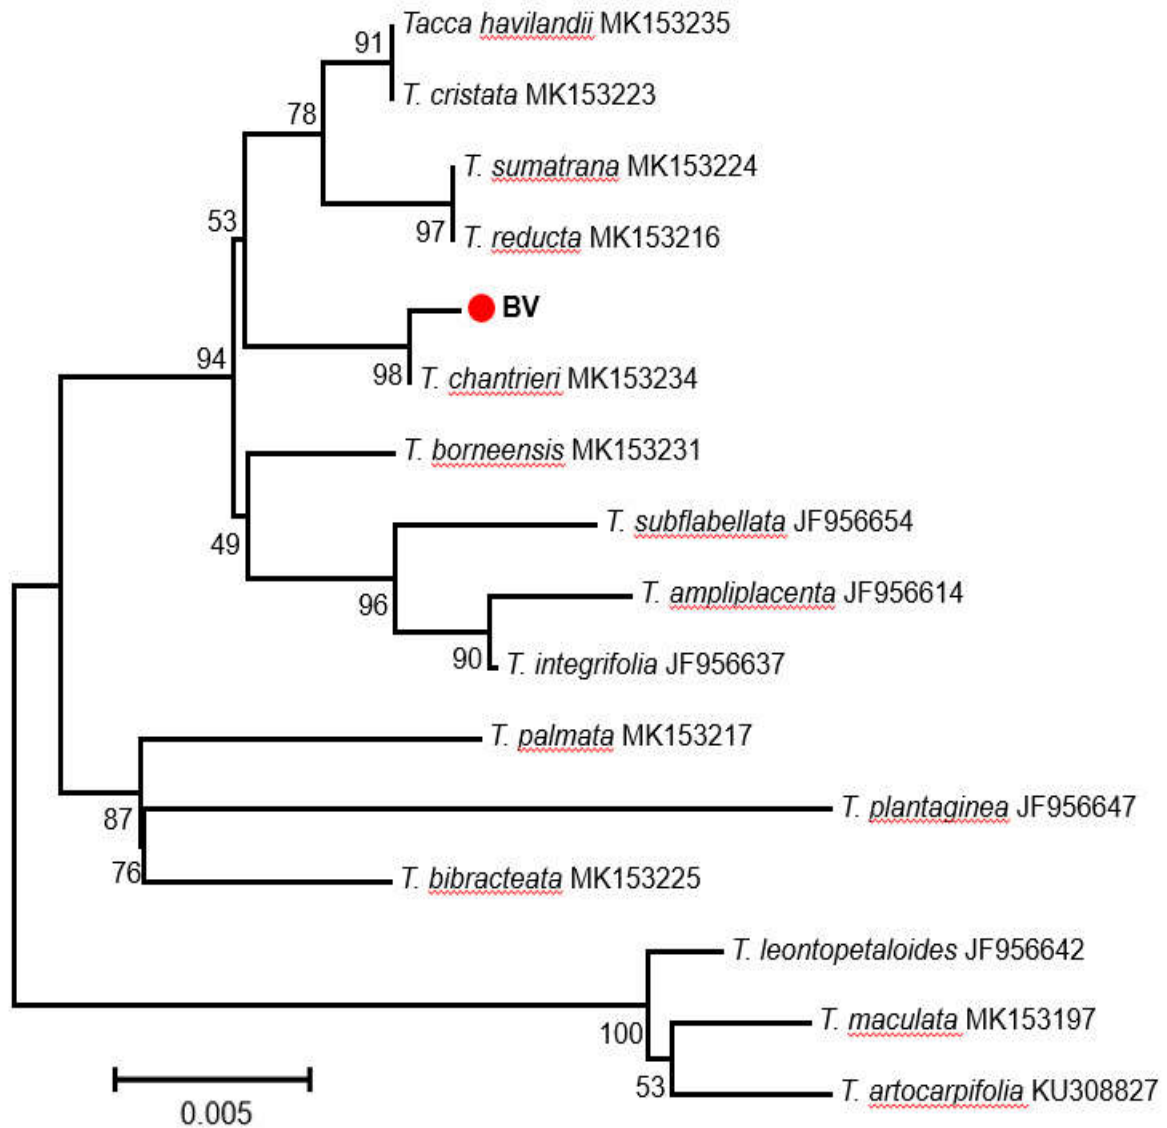 Tacca havilandii MK153235
91
T. cristata MK153223
78
T. sumatrana MK153224
53
97
T. reducta MK153216
BV
94
98
T. chantrieri MK153234
T. borneensis MK153231
T. subflabellata JF956654
49
T. ampliplacenta JF956614
96
90
T. integrifolia JF956637
T. palmata MK153217
T. plantaginea JF956647
87
76
T. bibracteata MK153225
T. leontopetaloides JF956642
T. maculata MK153197
100
53
T. artocarpifolia KU308827
0.005